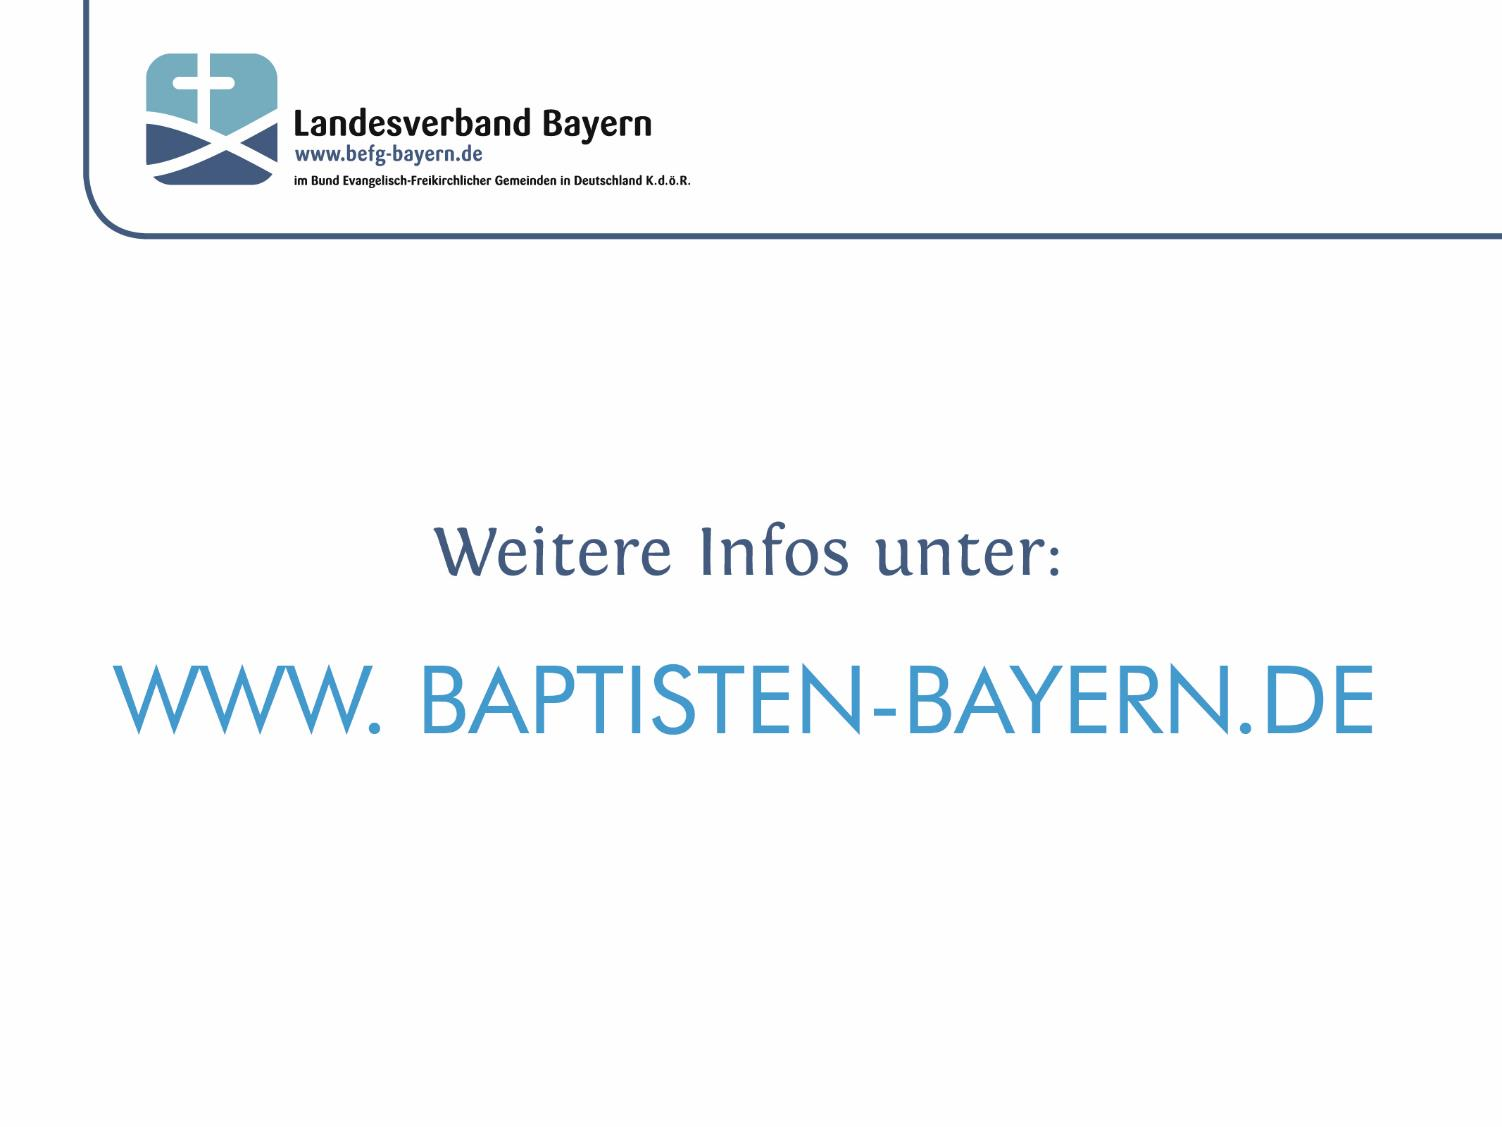 Landesverband Bayern
www.befg-bayern.de
im Bund Evangelisch-Freikirchlicher Gemeinden in Deutschland K.d.ö.R.
Weitere Infos unter:
WWW. BAPTISTEN-BAYERN.DE